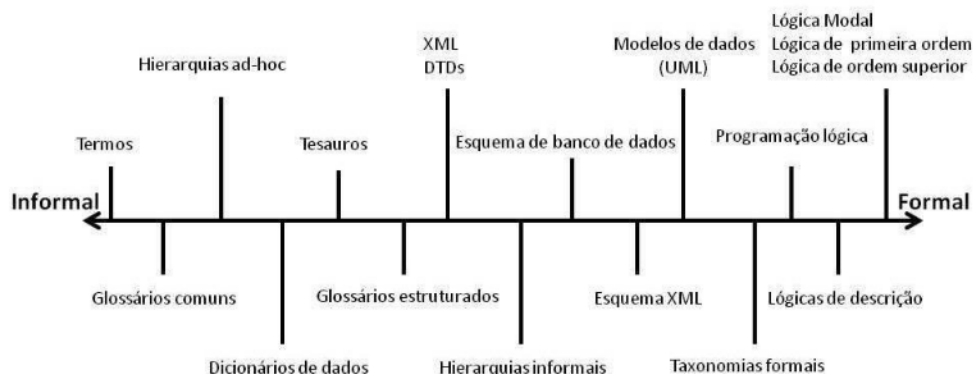 Lógica Modal
Lógica de primeira ordem
Lógica de ordem superior
XML
DTDs
Modelos de dados
(UML)
Hierarquias ad-hoc
Termos
Tesauros
Esquema de banco de dados
Programação lógica
Informal
Formal
Glossários comuns
Glossários estruturados
Esquema XML
Lógicas de descrição
Dicionários de dados
Hierarquias informais
Taxonomias formais